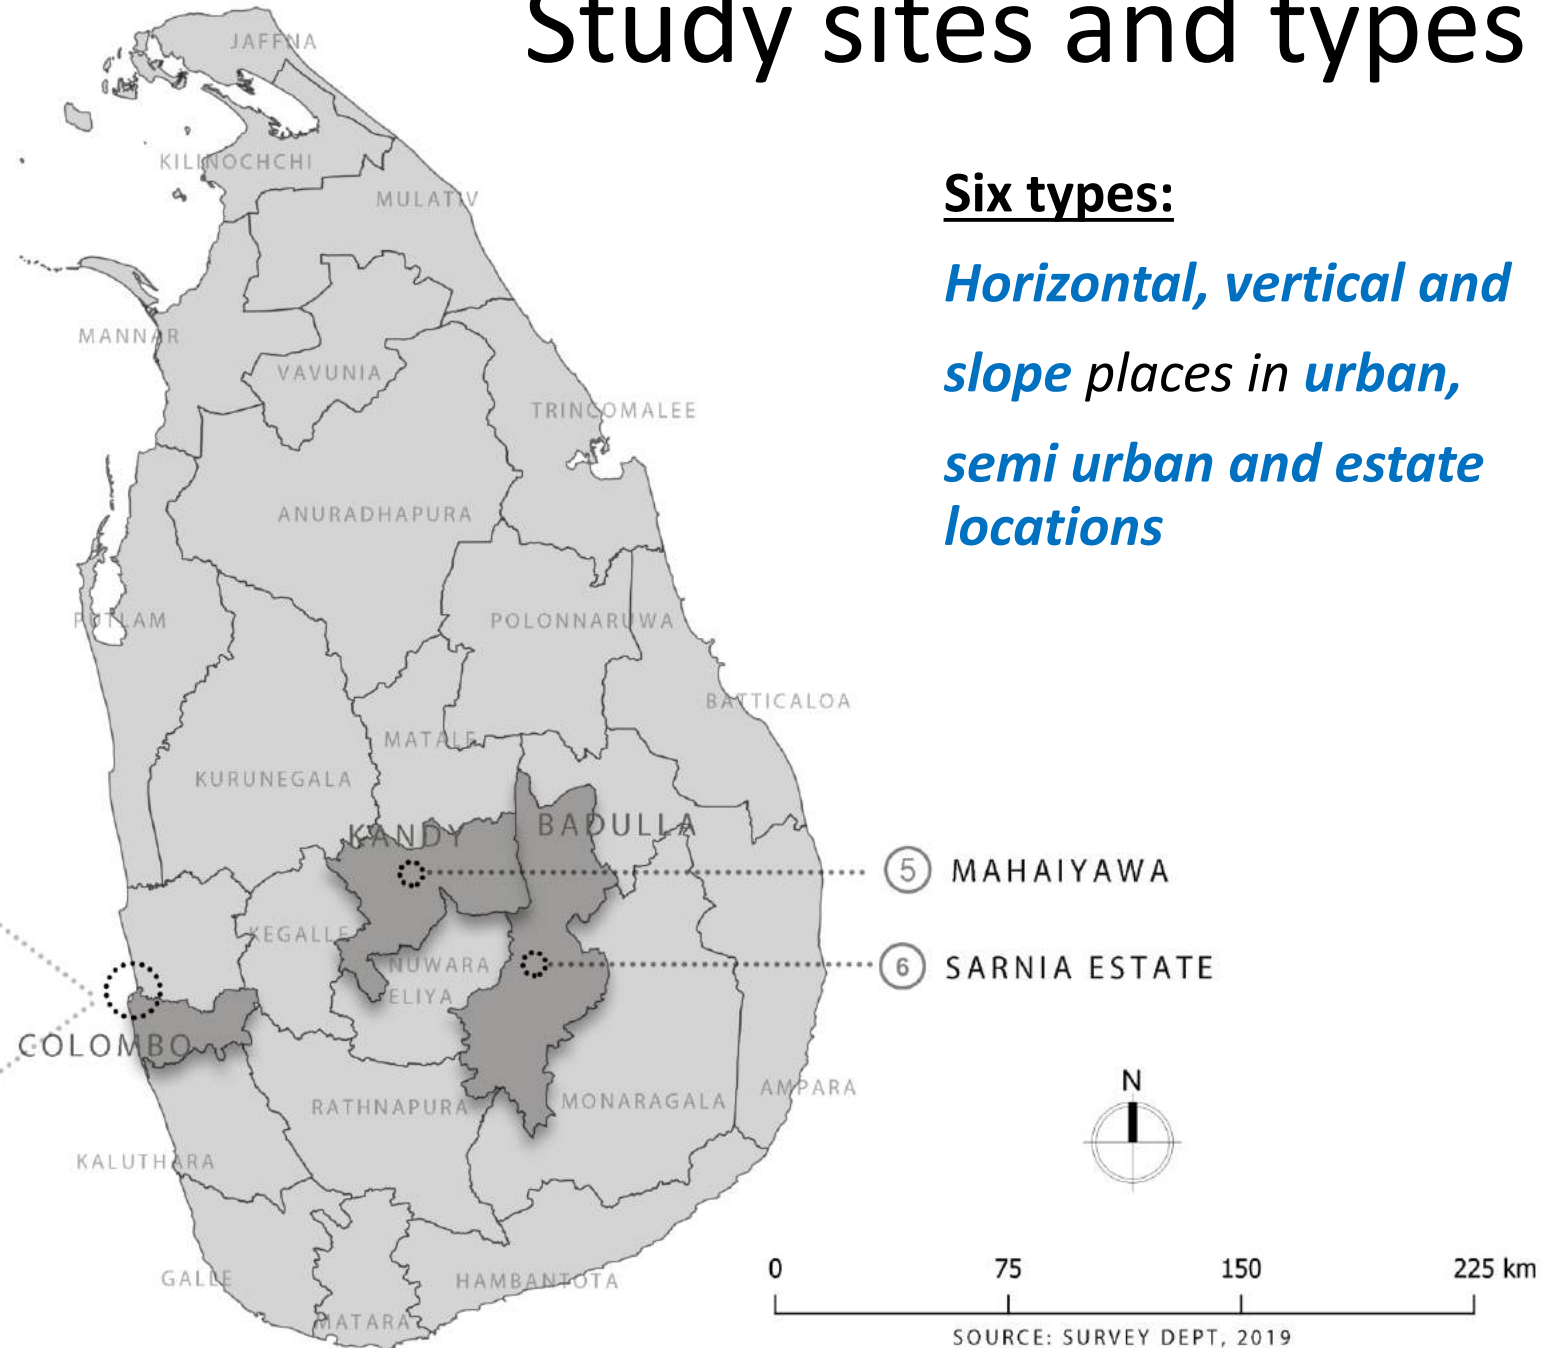 Study sites and types
JAFFNA
KILINOCHCHI
MULATIV
Six types:
Horizontal, vertical and
slope places in urban,
semi urban and estate
locations
MANNAR
VAVUNIA
TRINCOMALEE
ANURADHAPURA
PUTLAM
POLONNARUWA
BATTICALOA
MATALE
KURUNEGALA
KANDY
BADULLA
5 MAHAIYAWA
KEGALLE
NUWARA
ELIYA
6 SARNIA ESTATE
COLOMBO
N
RATHNAPURA
MONARAGALA
AMPARA
KALUTHARA
GALLE
HAMBANTOTA
MATARA
0 75 150 225 km
SOURCE: SURVEY DEPT, 2019